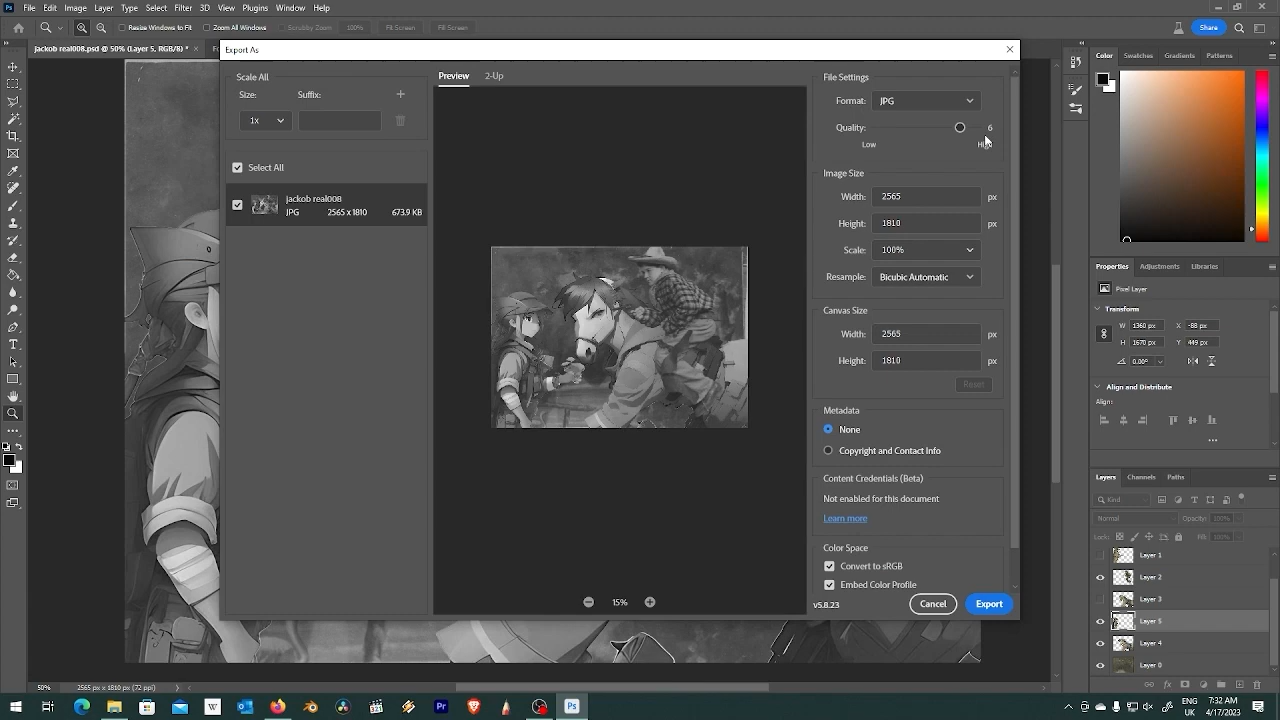 File Edit Image Layer Type Select Filter 3D View Plugins Window Help
Resize Windows to Fit Zoom All Windows Scrubby Zoom 100% Fit Screen Fill Screen Share
jackob real008.psd @ 50% (Layer 5, RGB/8) *
Export As
Scale All
Size: Suffix:
1x
Select All
jackob real008
JPG 2565 x 1810 673.9 KB
Preview 2-Up
15%
File Settings
Format: JPG
Quality: 6
Low High
Image Size
Width: 2565 px
Height: 1810 px
Scale: 100%
Resample: Bicubic Automatic
Canvas Size
Width: 2565 px
Height: 1810 px
Reset
Metadata
None
Copyright and Contact Info
Content Credentials (Beta)
Not enabled for this document
Learn more
Color Space
Convert to sRGB
Embed Color Profile
v5.8.23 Cancel Export
Color Swatches Gradients Patterns
Properties Adjustments Libraries
Pixel Layer
Transform
W 1360 px X -388 px
H 1670 px Y 449 px
0.00°
Align and Distribute
Align:
Layers Channels Paths
Kind
Normal Opacity: 100%
Lock: Fill: 100%
Layer 1
Layer 2
Layer 3
Layer 5
Layer 4
Layer 0
50% 2565 px x 1810 px (72 ppi)
W Pr Ps
ENG 7:32 AM
UK 4/17/2023